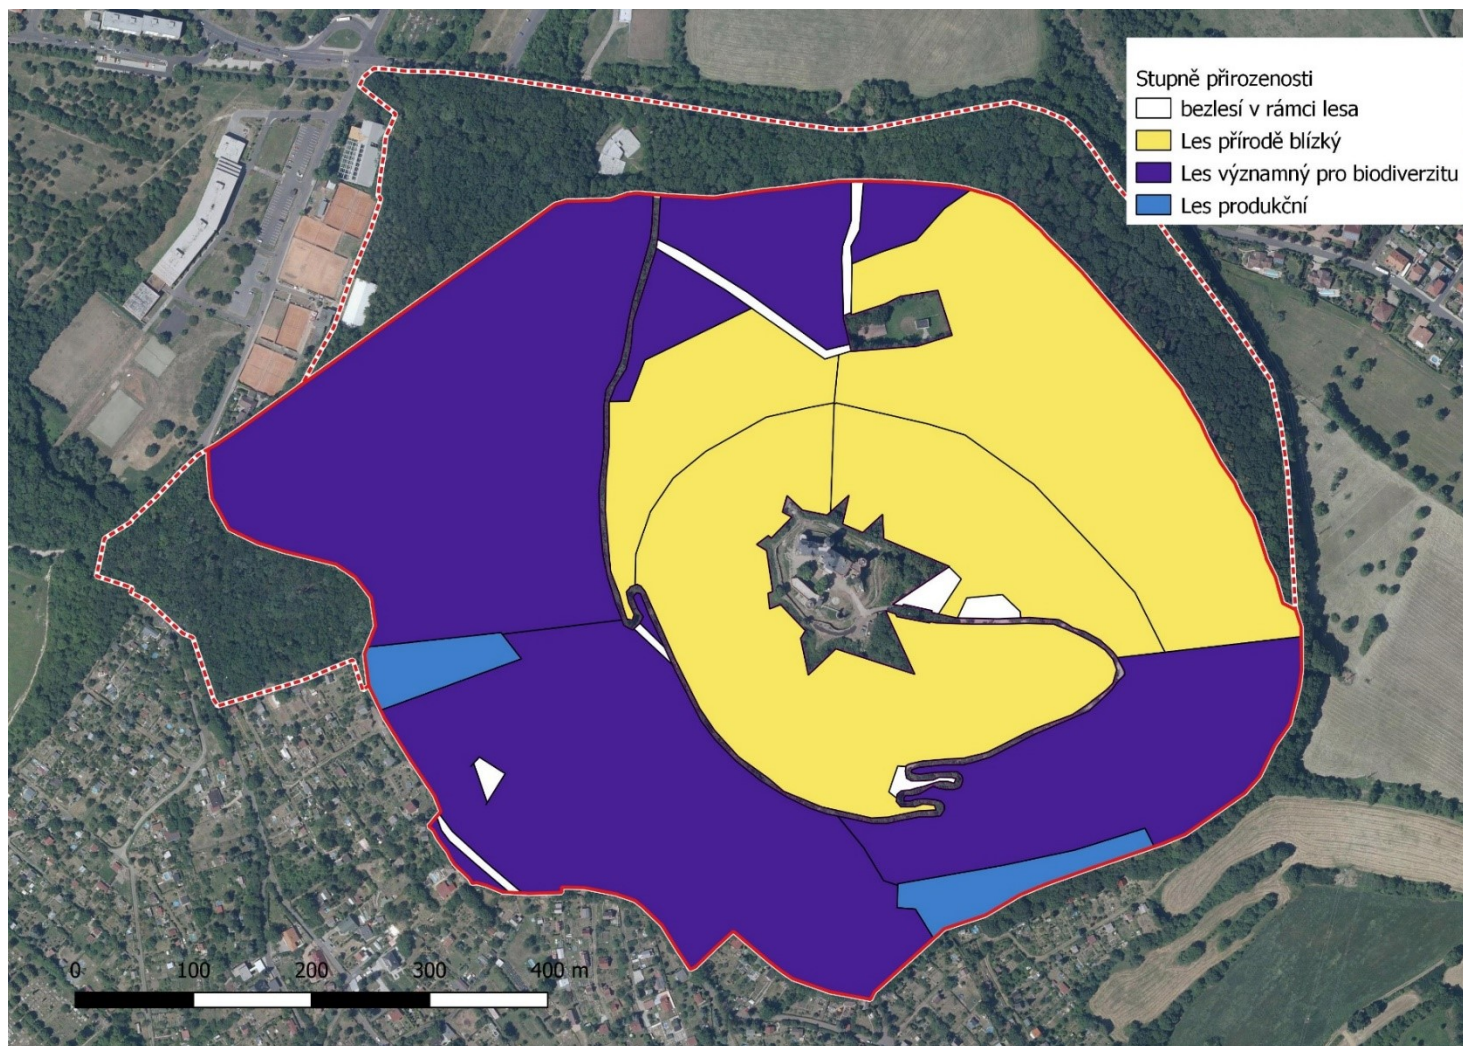 Stupně přirozenosti
bezlesí v rámci lesa
Les přírodě blízký
Les významný pro biodiverzitu
Les produkční
0 100 200 300 400 m